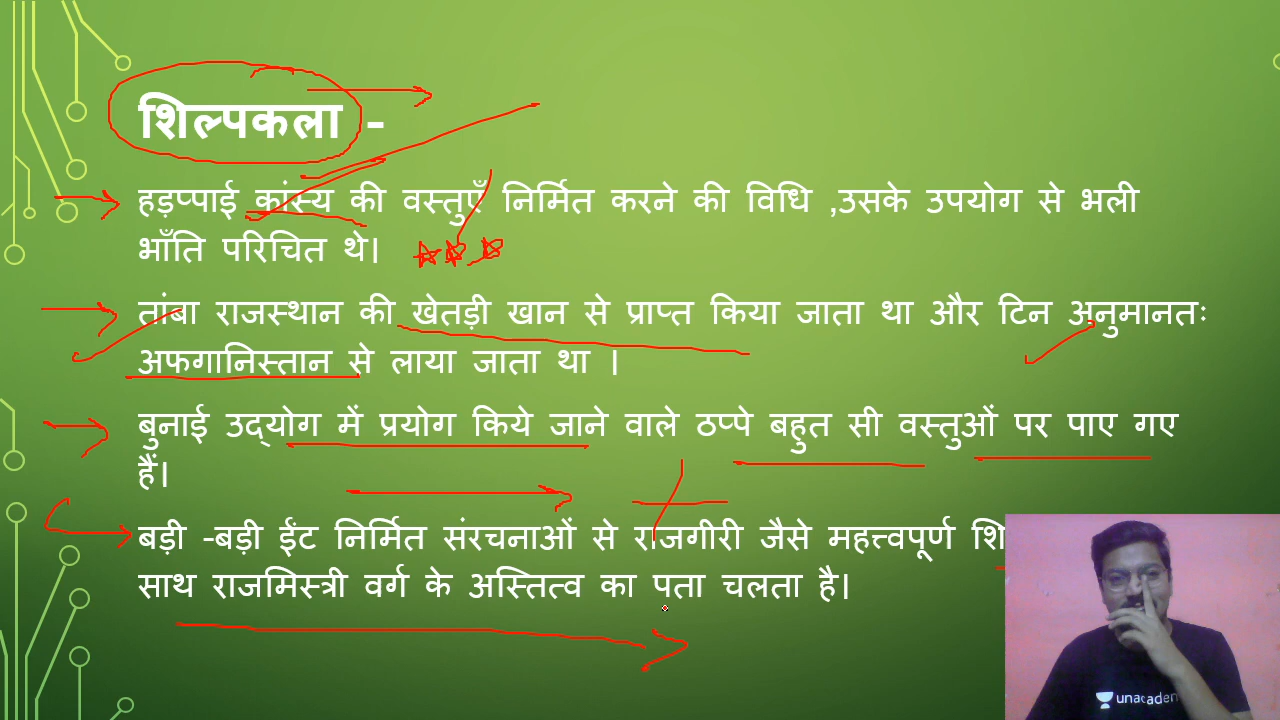 शिल्पकला -
हड़प्पाई कांस्य की वस्तुएँ निर्मित करने की विधि ,उसके उपयोग से भली
भाँति परिचित थे।
तांबा राजस्थान की खेतड़ी खान से प्राप्त किया जाता था और टिन अनुमानतः
अफगानिस्तान से लाया जाता था ।
बुनाई उद्योग में प्रयोग किये जाने वाले ठप्पे बहुत सी वस्तुओं पर पाए गए
हैं।
बड़ी -बड़ी ईंट निर्मित संरचनाओं से राजगीरी जैसे महत्त्वपूर्ण
साथ राजमिस्त्री वर्ग के अस्तित्व का पता चलता है।